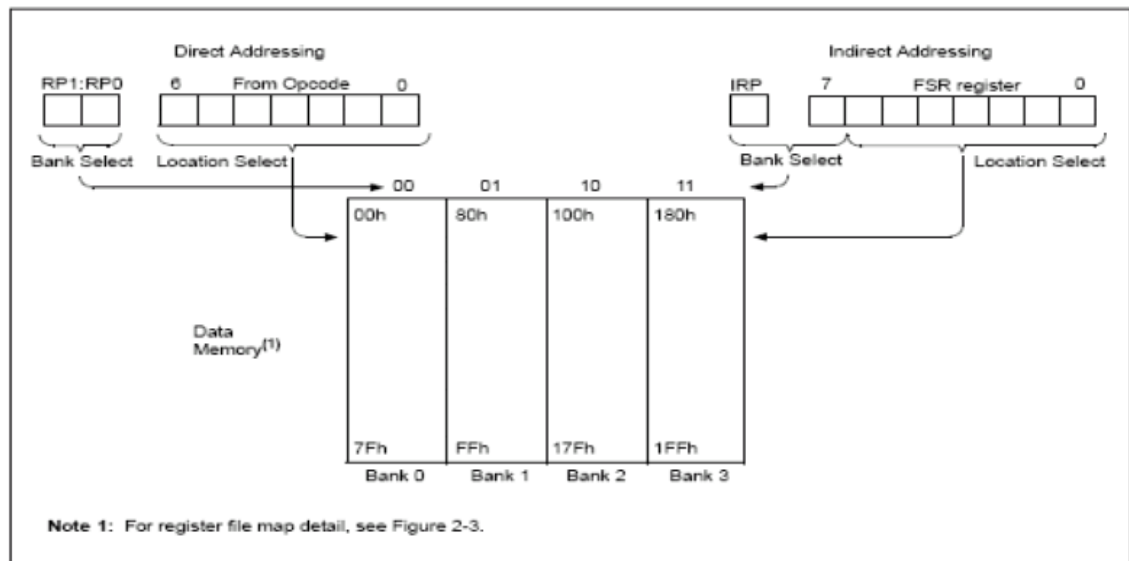 Direct Addressing
Indirect Addressing
RP1:RP0 6 From Opcode 0
IRP 7 FSR register 0
Bank Select Location Select
Bank Select Location Select
00 01 10 11
00h 80h 100h 180h
Data
Memory(1)
7Fh FFh 17Fh 1FFh
Bank 0 Bank 1 Bank 2 Bank 3
Note 1: For register file map detail, see Figure 2-3.